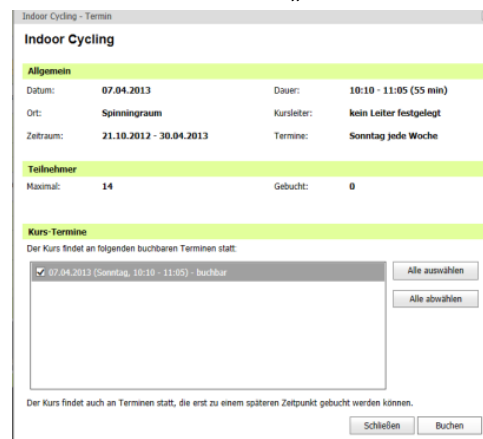 Indoor Cycling - Termin
Indoor Cycling
Allgemein
Datum: 07.04.2013 Dauer: 10:10 - 11:05 (55 min)
Ort: Spinningraum Kursleiter: kein Leiter festgelegt
Zeitraum: 21.10.2012 - 30.04.2013 Termine: Sonntag jede Woche
Teilnehmer
Maximal: 14 Gebucht: 0
Kurs-Termine
Der Kurs findet an folgenden buchbaren Terminen statt:
07.04.2013 (Sonntag, 10:10 - 11:05) - buchbar
Alle auswählen
Alle abwählen
Der Kurs findet auch an Terminen statt, die erst zu einem späteren Zeitpunkt gebucht werden können.
Schließen Buchen